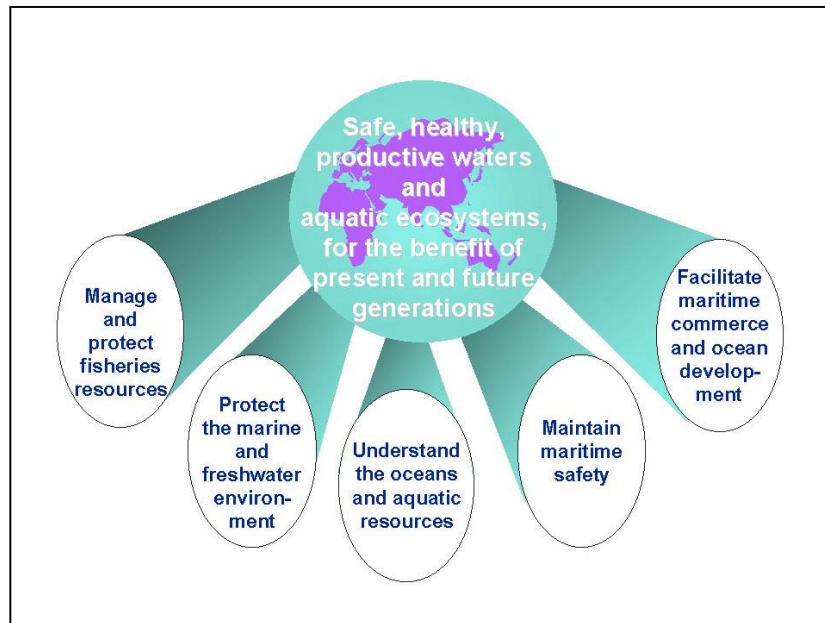 Safe, healthy,
productive waters
and
aquatic ecosystems,
for the benefit of
present and future
generations
Manage
and
protect
fisheries
resources
Protect
the marine
and
freshwater
environ-
ment
Understand
the oceans
and aquatic
resources
Maintain
maritime
safety
Facilitate
maritime
commerce
and ocean
develop-
ment